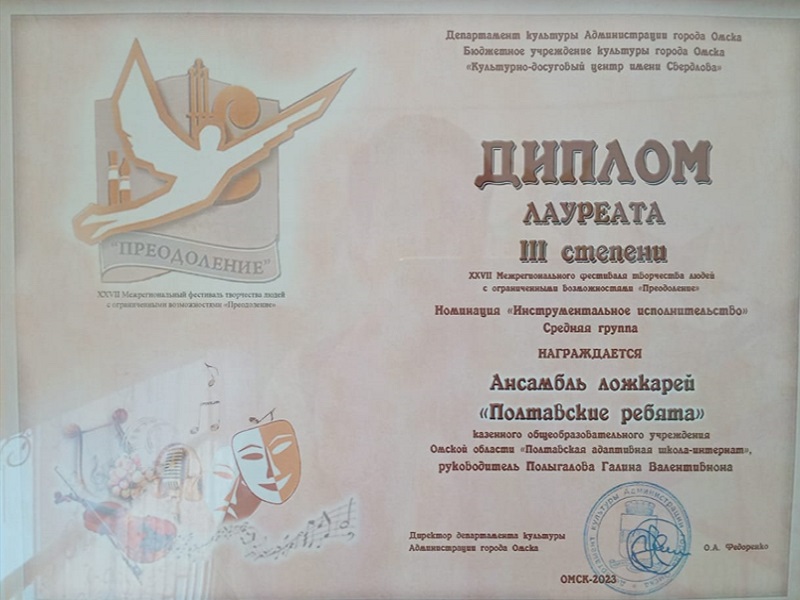 "ПРЕОДОЛЕНИЕ"
XXVII Межрегиональный фестиваль творчества людей
с ограниченными возможностями «Преодоление»
Департамент культуры Администрации города Омска
Бюджетное учреждение культуры города Омска
«Культурно-досуговый центр имени Свердлова»
ДИПЛОМ
ЛАУРЕАТА
III степени
XXVII Межрегионального фестиваля творчества людей
с ограниченными возможностями «Преодоление»
Номинация «Инструментальное исполнительство»
Средняя группа
НАГРАЖДАЕТСЯ
Ансамбль ложкарей
«Полтавские ребята»
казенного общеобразовательного учреждения
Омской области «Полтавская адаптивная школа-интернат»,
руководитель Полыгалова Галина Валентивнона
Директор департамента культуры
Администрации города Омска
О.А. Федоренко
ОМСК-2023